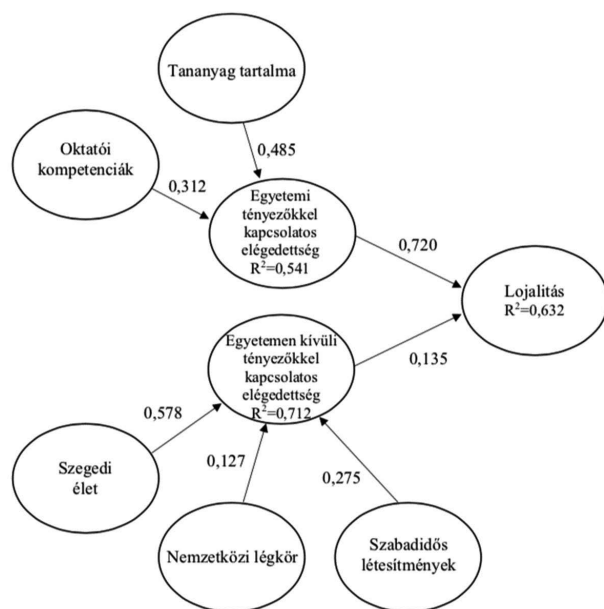 Tananyag tartalma
Oktatói
kompetenciák
0,485
0,312
Egyetemi
tényezőkkel
kapcsolatos
elégedettség
R²=0,541
0,720
Lojalitás
R²=0,632
Egyetemen kívüli
tényezőkkel
kapcsolatos
elégedettség
R²=0,712
0,135
0,578
0,127
0,275
Szegedi
élet
Nemzetközi légkör
Szabadidős
létesítmények